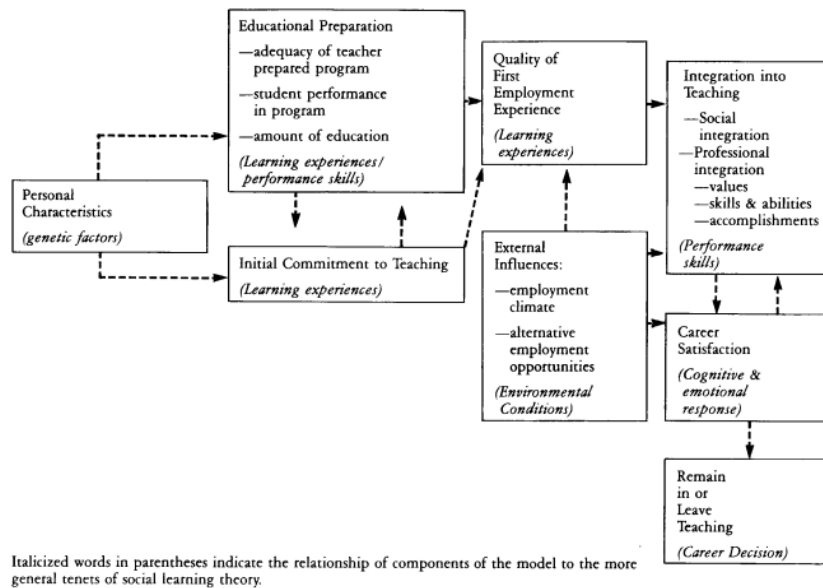 Educational Preparation
—adequacy of teacher
prepared program
—student performance
in program
—amount of education
(Learning experiences/
performance skills)
Quality of
First
Employment
Experience
(Learning
experiences)
Integration into
Teaching
—Social
integration
—Professional
integration
—values
—skills & abilities
—accomplishments
(Performance
skills)
Personal
Characteristics
(genetic factors)
Initial Commitment to Teaching
(Learning experiences)
External
Influences:
—employment
climate
—alternative
employment
opportunities
(Environmental
Conditions)
Career
Satisfaction
(Cognitive &
emotional
response)
Remain
in or
Leave
Teaching
(Career Decision)
Italicized words in parentheses indicate the relationship of components of the model to the more
general tenets of social learning theory.